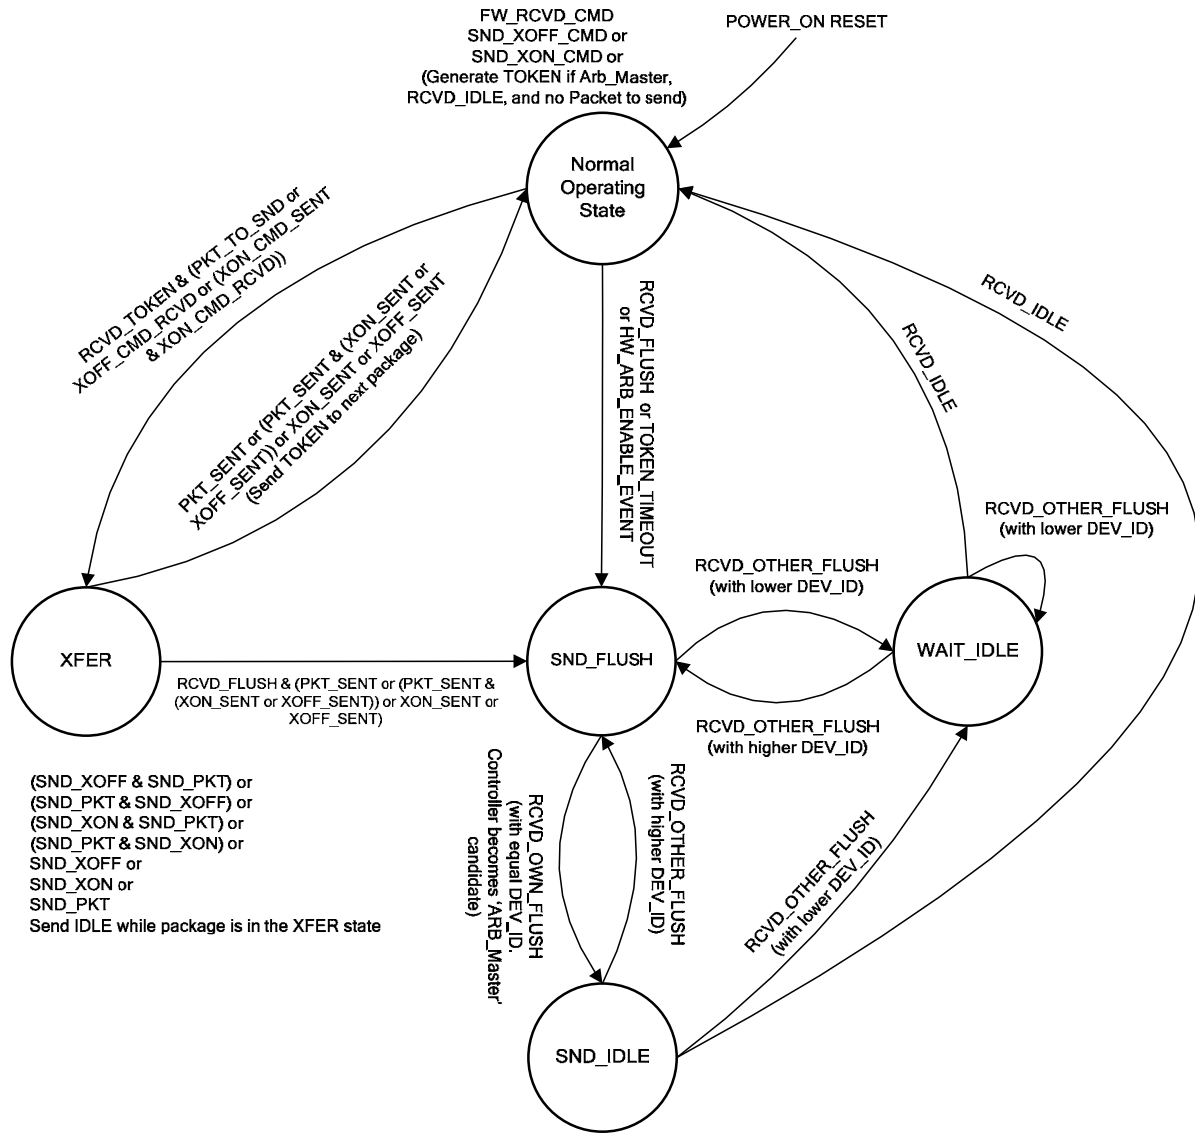 FW_RCVD_CMD
SND_XOFF_CMD or
SND_XON_CMD or
(Generate TOKEN if Arb_Master,
RCVD_IDLE, and no Packet to send)
POWER_ON RESET
Normal
Operating
State
RCVD_TOKEN & (PKT_TO_SND or
XOFF_CMD_RCVD or (XON_CMD_SENT
& XON_CMD_RCVD))
PKT_SENT or (PKT_SENT & (XON_SENT or
XOFF_SENT)) or XON_SENT or XOFF_SENT
(Send TOKEN to next package)
RCVD_FLUSH or TOKEN_TIMEOUT
or HW_ARB_ENABLE_EVENT
RCVD_IDLE
RCVD_IDLE
RCVD_OTHER_FLUSH
(with lower DEV_ID)
RCVD_OTHER_FLUSH
(with lower DEV_ID)
XFER
SND_FLUSH
WAIT_IDLE
RCVD_FLUSH & (PKT_SENT or (PKT_SENT &
(XON_SENT or XOFF_SENT)) or XON_SENT or
XOFF_SENT)
RCVD_OTHER_FLUSH
(with higher DEV_ID)
(SND_XOFF & SND_PKT) or
(SND_PKT & SND_XOFF) or
(SND_XON & SND_PKT) or
(SND_PKT & SND_XON) or
SND_XOFF or
SND_XON or
SND_PKT
Send IDLE while package is in the XFER state
RCVD_OWN_FLUSH
(with equal DEV_ID.
Controller becomes 'ARB_Master'
candidate)
RCVD_OTHER_FLUSH
(with higher DEV_ID)
RCVD_OTHER_FLUSH
(with lower DEV_ID)
SND_IDLE